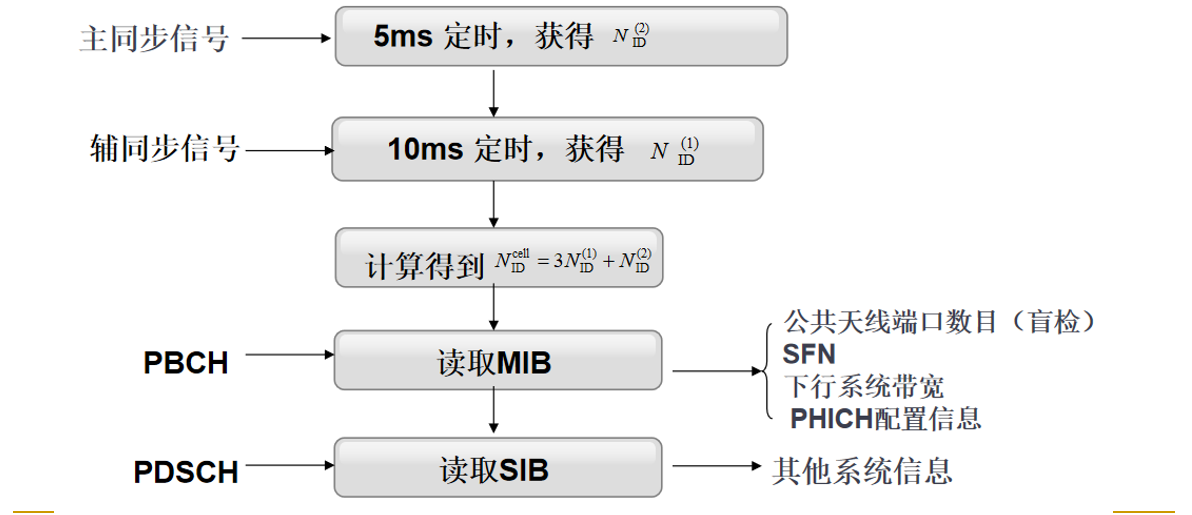 主同步信号
5ms 定时，获得 N_ID^(2)
辅同步信号
10ms 定时，获得 N_ID^(1)
计算得到 N_ID^cell = 3N_ID^(1) + N_ID^(2)
PBCH
读取MIB
公共天线端口数目（盲检）
SFN
下行系统带宽
PHICH配置信息
PDSCH
读取SIB
其他系统信息